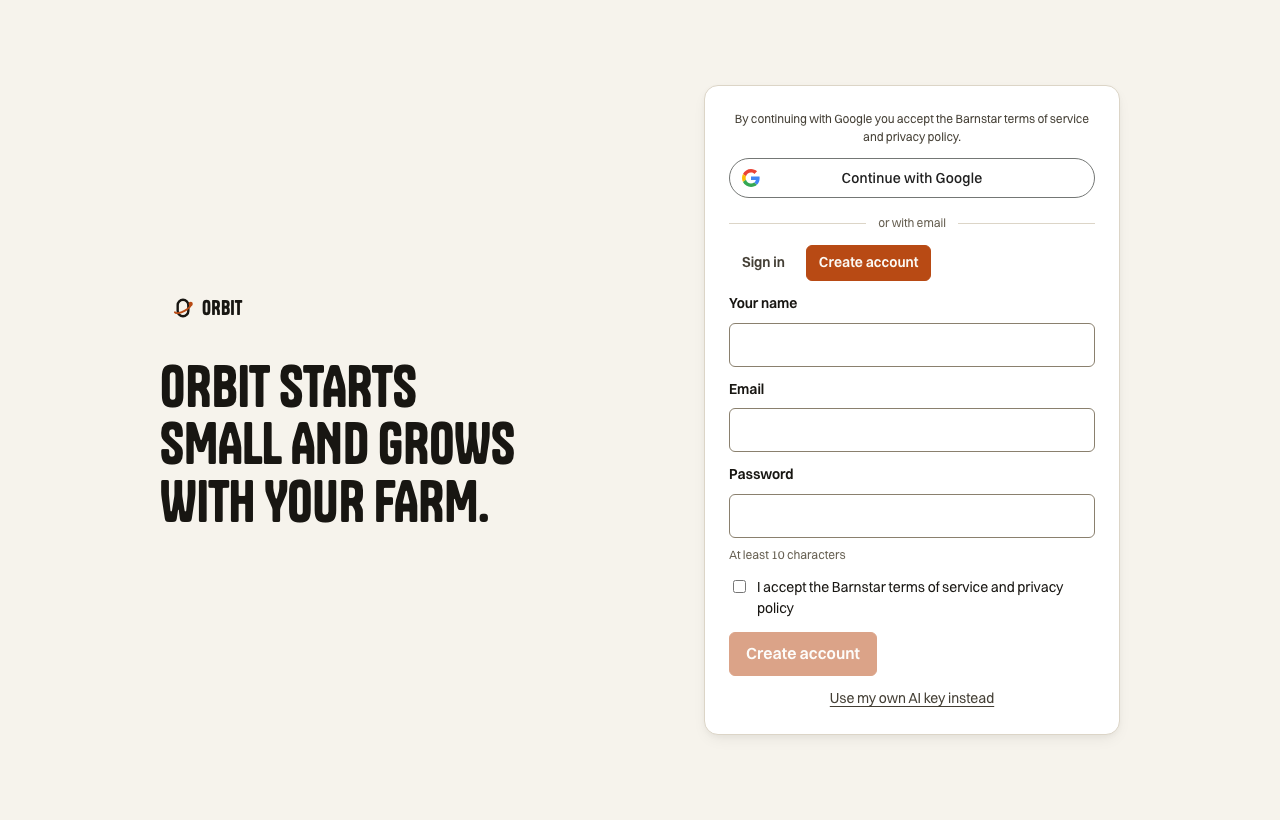 ORBIT
ORBIT STARTS
SMALL AND GROWS
WITH YOUR FARM.
By continuing with Google you accept the Barnstar terms of service
and privacy policy.
Continue with Google
or with email
Sign in
Create account
Your name
Email
Password
At least 10 characters
I accept the Barnstar terms of service and privacy
policy
Create account
Use my own AI key instead